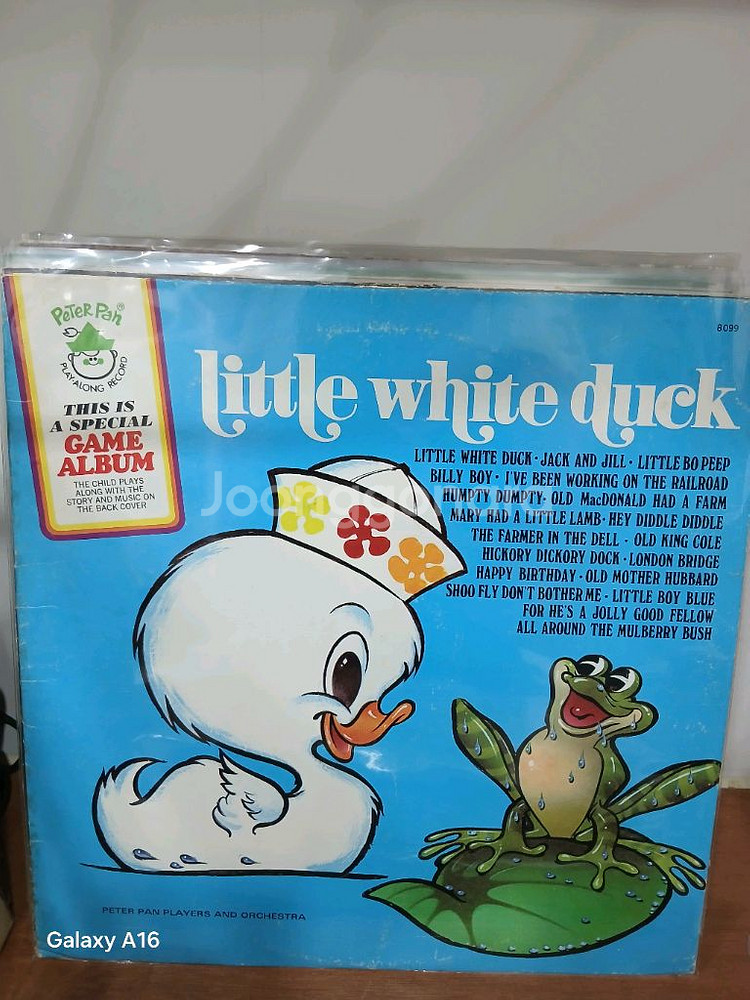 Peter Pan®
PLAY-ALONG RECORD
THIS IS
A SPECIAL
GAME
ALBUM
THE CHILD PLAYS
ALONG WITH THE
STORY AND MUSIC ON
THE BACK COVER
8099
little white duck
LITTLE WHITE DUCK · JACK AND JILL · LITTLE BO PEEP
BILLY BOY · I'VE BEEN WORKING ON THE RAILROAD
HUMPTY DUMPTY · OLD MacDONALD HAD A FARM
MARY HAD A LITTLE LAMB · HEY DIDDLE DIDDLE
THE FARMER IN THE DELL · OLD KING COLE
HICKORY DICKORY DOCK · LONDON BRIDGE
HAPPY BIRTHDAY · OLD MOTHER HUBBARD
SHOO FLY DON'T BOTHER ME · LITTLE BOY BLUE
FOR HE'S A JOLLY GOOD FELLOW
ALL AROUND THE MULBERRY BUSH
Joonggonara
PETER PAN PLAYERS AND ORCHESTRA
Galaxy A16